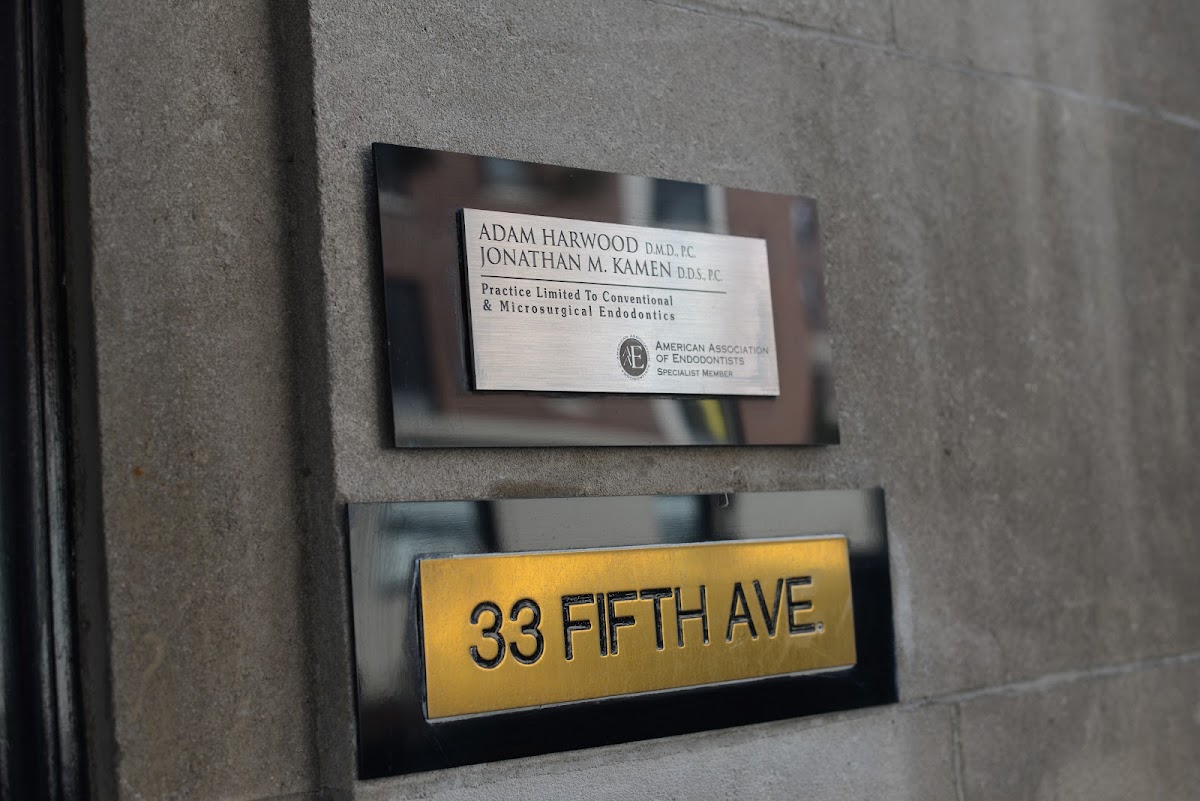 ADAM HARWOOD D.M.D., P.C.
JONATHAN M. KAMEN D.D.S., P.C.
Practice Limited To Conventional
& Microsurgical Endodontics
AE
AMERICAN ASSOCIATION
OF ENDODONTISTS
SPECIALIST MEMBER
33 FIFTH AVE.